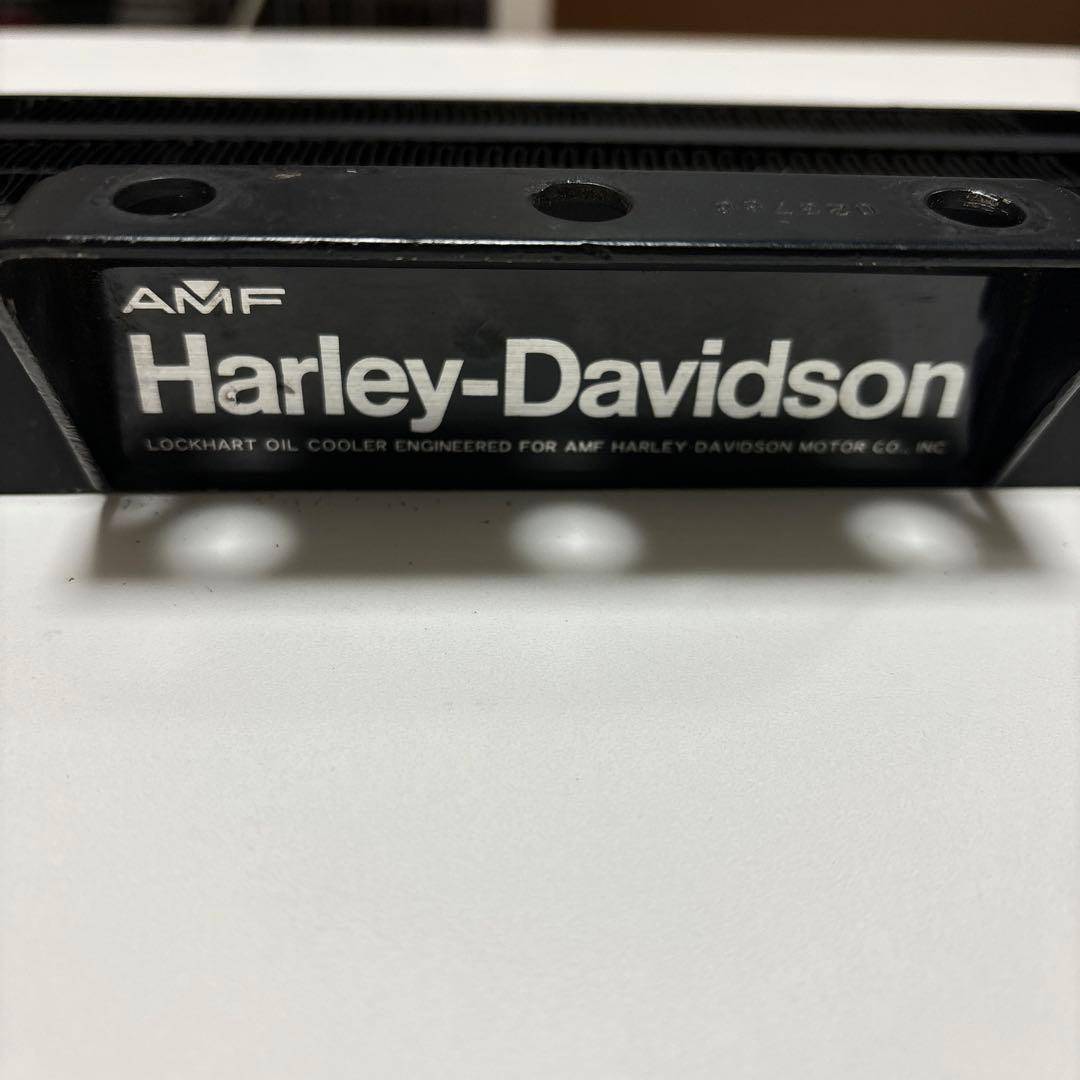 AMF
Harley-Davidson
LOCKHART OIL COOLER ENGINEERED FOR AMF HARLEY-DAVIDSON MOTOR CO., INC